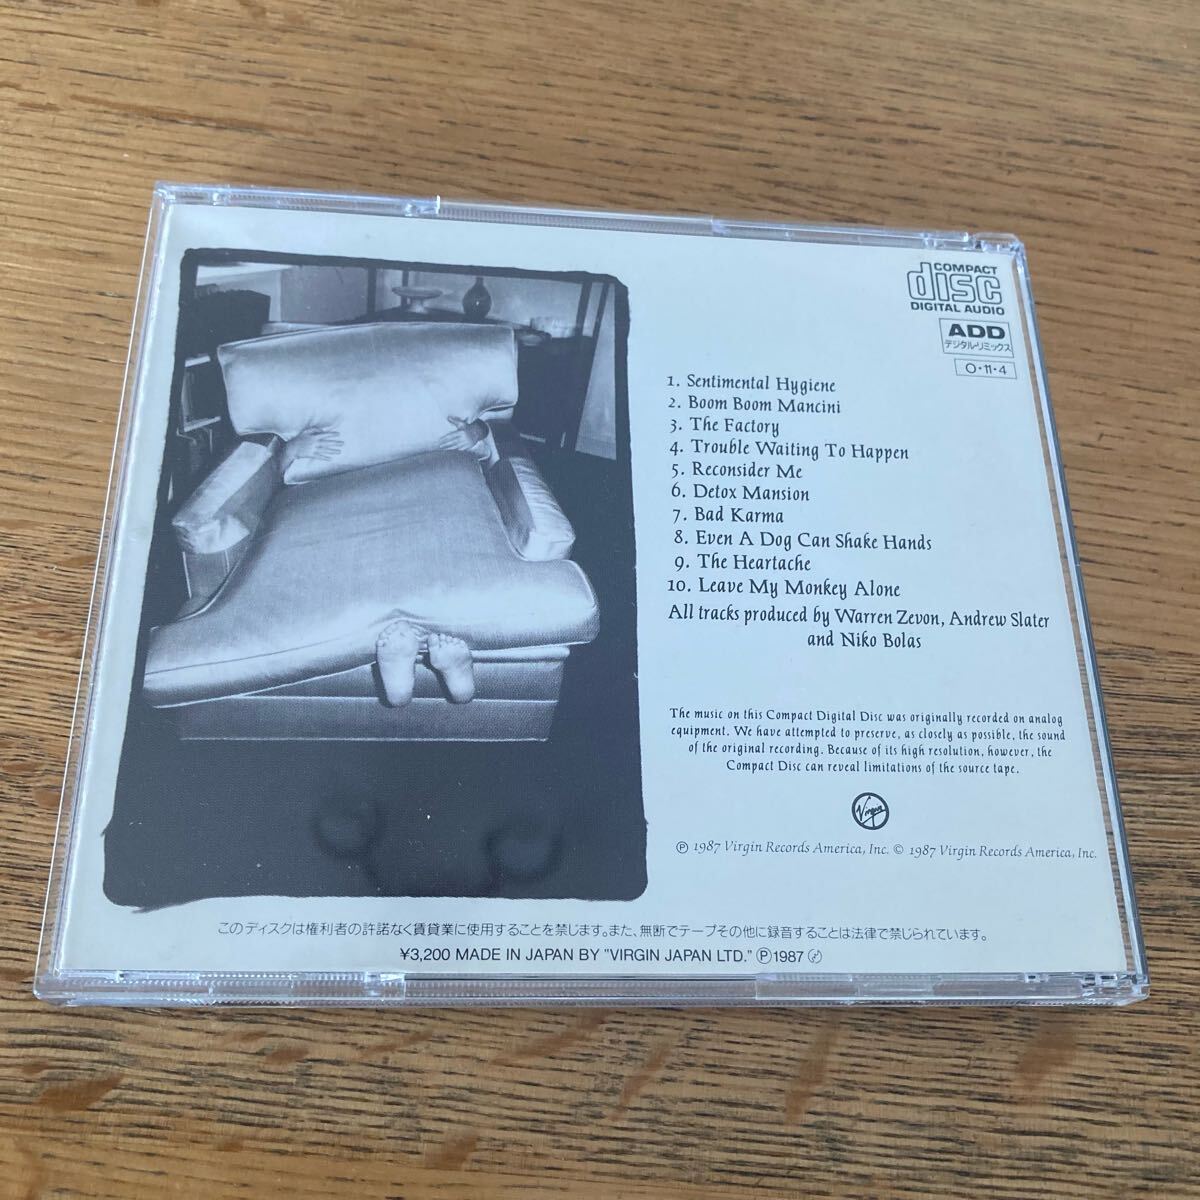 COMPACT
disc
DIGITAL AUDIO
ADD
デジタル・リミックス
O・11・4
1. Sentimental Hygiene
2. Boom Boom Mancini
3. The Factory
4. Trouble Waiting To Happen
5. Reconsider Me
6. Detox Mansion
7. Bad Karma
8. Even A Dog Can Shake Hands
9. The Heartache
10. Leave My Monkey Alone
All tracks produced by Warren Zevon, Andrew Slater
and Niko Bolas
The music on this Compact Digital Disc was originally recorded on analog
equipment. We have attempted to preserve, as closely as possible, the sound
of the original recording. Because of its high resolution, however, the
Compact Disc can reveal limitations of the source tape.
Virgin
℗ 1987 Virgin Records America, Inc. © 1987 Virgin Records America, Inc.
このディスクは権利者の許諾なく賃貸業に使用することを禁じます。また、無断でテープその他に録音することは法律で禁じられています。
¥3,200 MADE IN JAPAN BY "VIRGIN JAPAN LTD." ℗1987